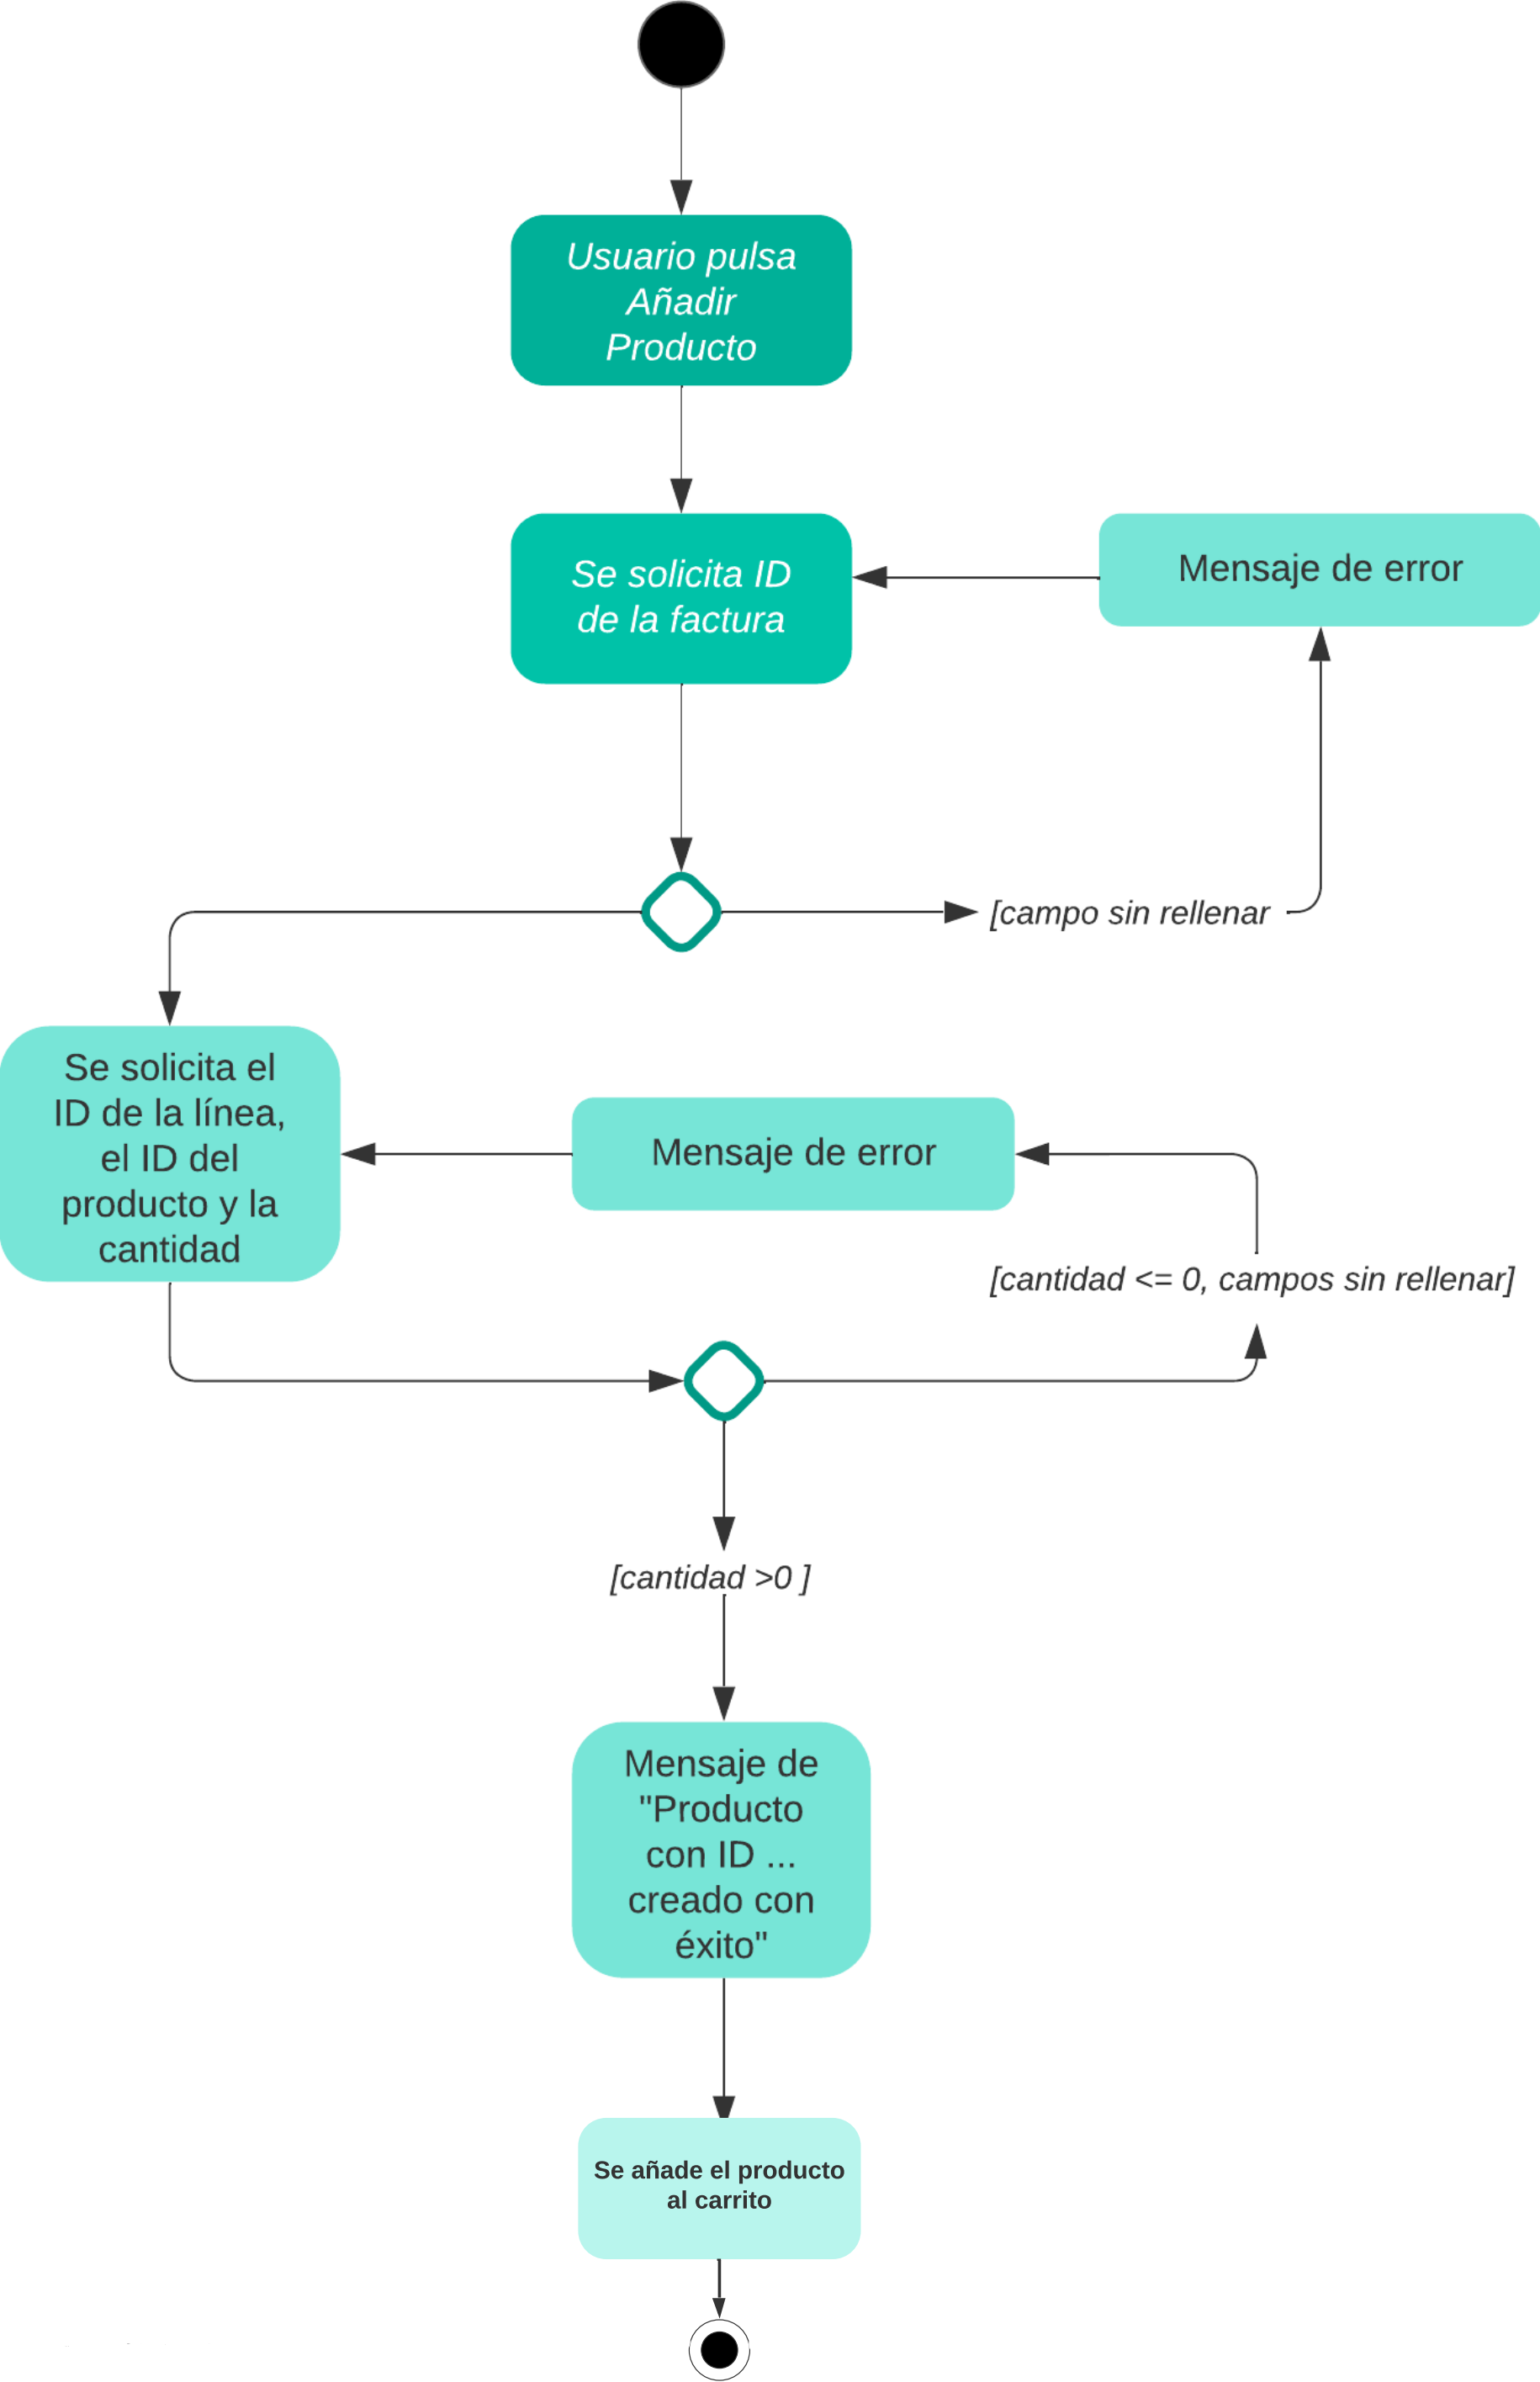 Usuario pulsa
Añadir
Producto
Se solicita ID
de la factura
Mensaje de error
[campo sin rellenar
Se solicita el
ID de la línea,
el ID del
producto y la
cantidad
Mensaje de error
[cantidad <= 0, campos sin rellenar]
[cantidad >0 ]
Mensaje de
"Producto
con ID ...
creado con
éxito"
Se añade el producto
al carrito